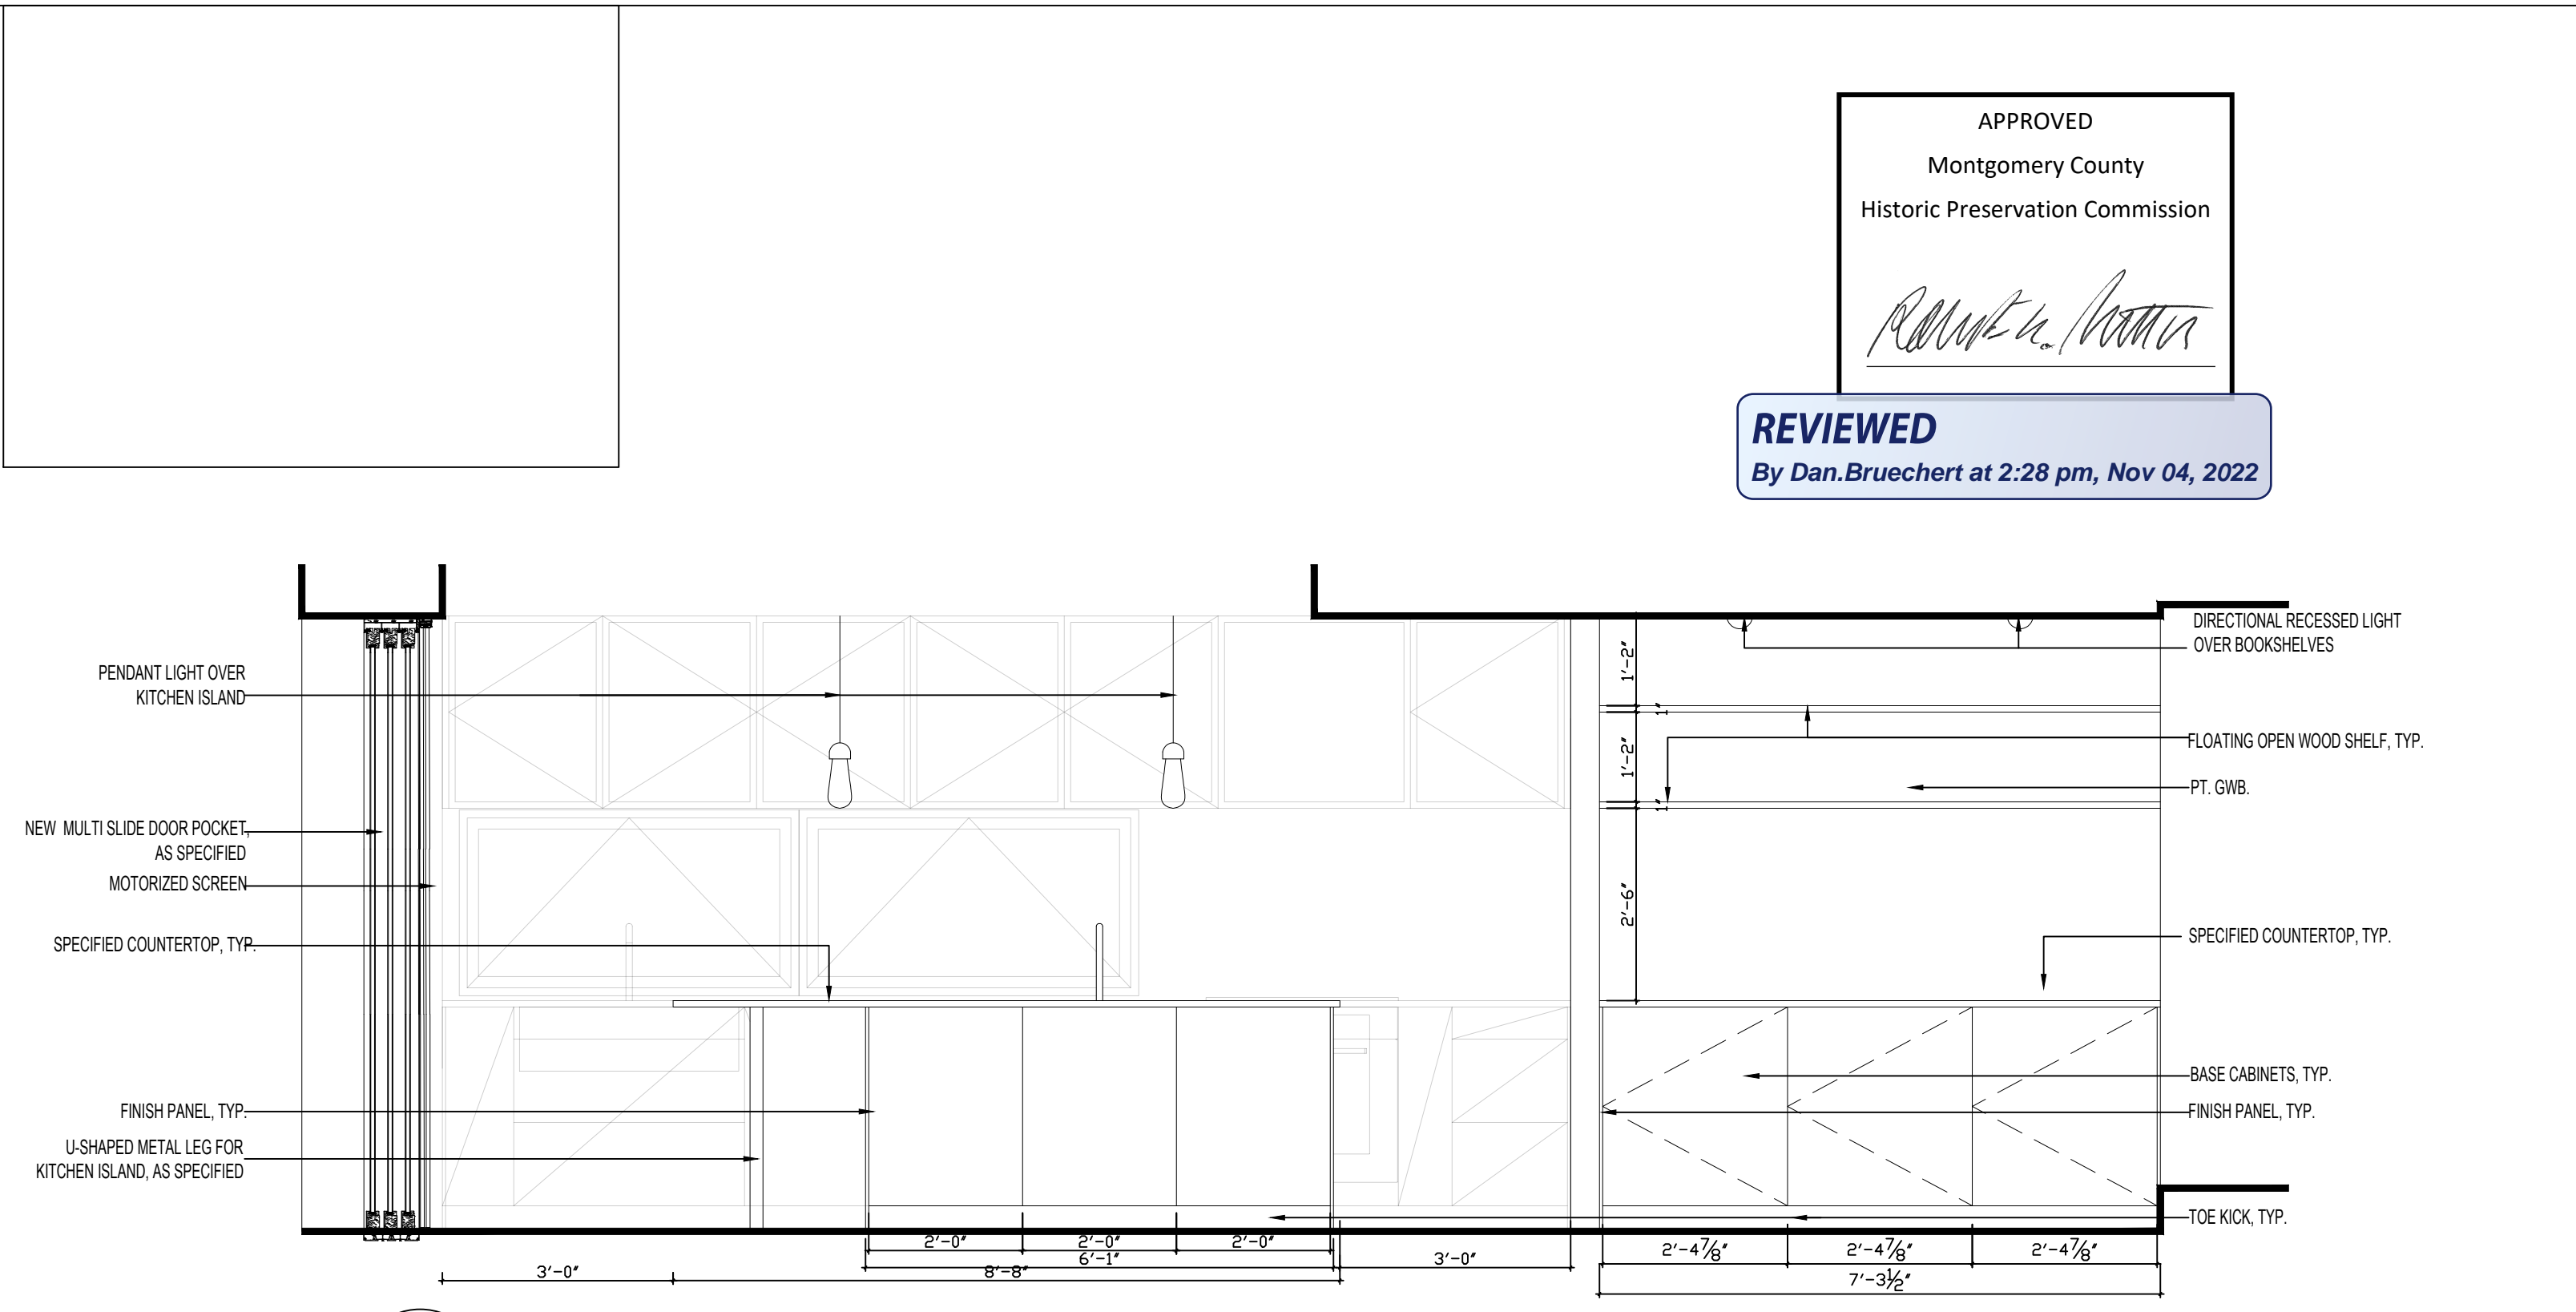 APPROVED
Montgomery County
Historic Preservation Commission
REVIEWED
By Dan.Bruechert at 2:28 pm, Nov 04, 2022
PENDANT LIGHT OVER
KITCHEN ISLAND
NEW MULTI SLIDE DOOR POCKET,
AS SPECIFIED
MOTORIZED SCREEN
SPECIFIED COUNTERTOP, TYP.
FINISH PANEL, TYP.
U-SHAPED METAL LEG FOR
KITCHEN ISLAND, AS SPECIFIED
1'-2"
1"
1'-2"
1"
2'-6"
DIRECTIONAL RECESSED LIGHT
OVER BOOKSHELVES
FLOATING OPEN WOOD SHELF, TYP.
PT. GWB.
SPECIFIED COUNTERTOP, TYP.
BASE CABINETS, TYP.
FINISH PANEL, TYP.
TOE KICK, TYP.
2'-0" 2'-0" 2'-0"
6'-1"
3'-0" 8'-8" 3'-0"
2'-4⅞" 2'-4⅞" 2'-4⅞"
7'-3½"